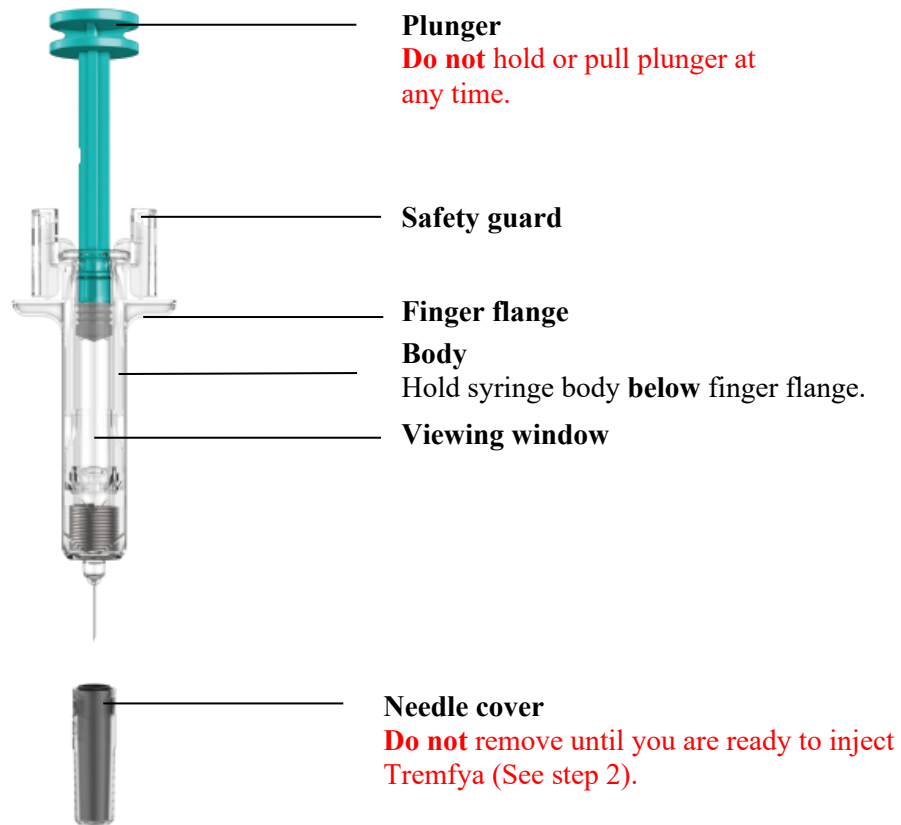 Plunger
Do not hold or pull plunger at
any time.
Safety guard
Finger flange
Body
Hold syringe body below finger flange.
Viewing window
Needle cover
Do not remove until you are ready to inject
Tremfya (See step 2).